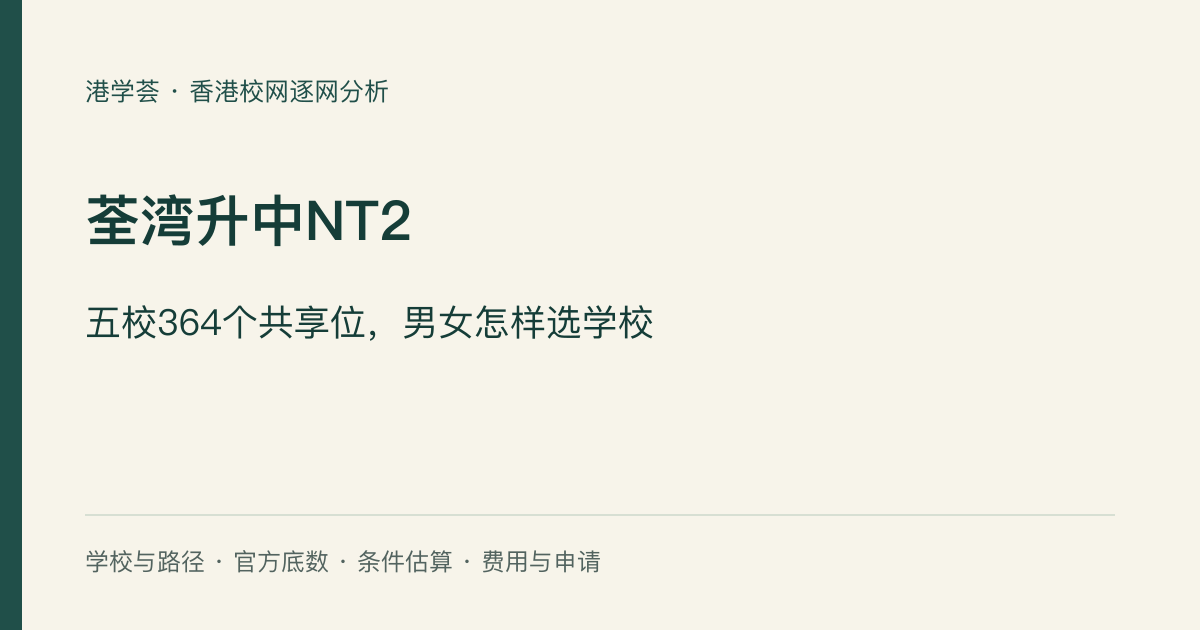 港学荟 · 香港校网逐网分析
荃湾升中NT2
五校364个共享位，男女怎样选学校
学校与路径 · 官方底数 · 条件估算 · 费用与申请